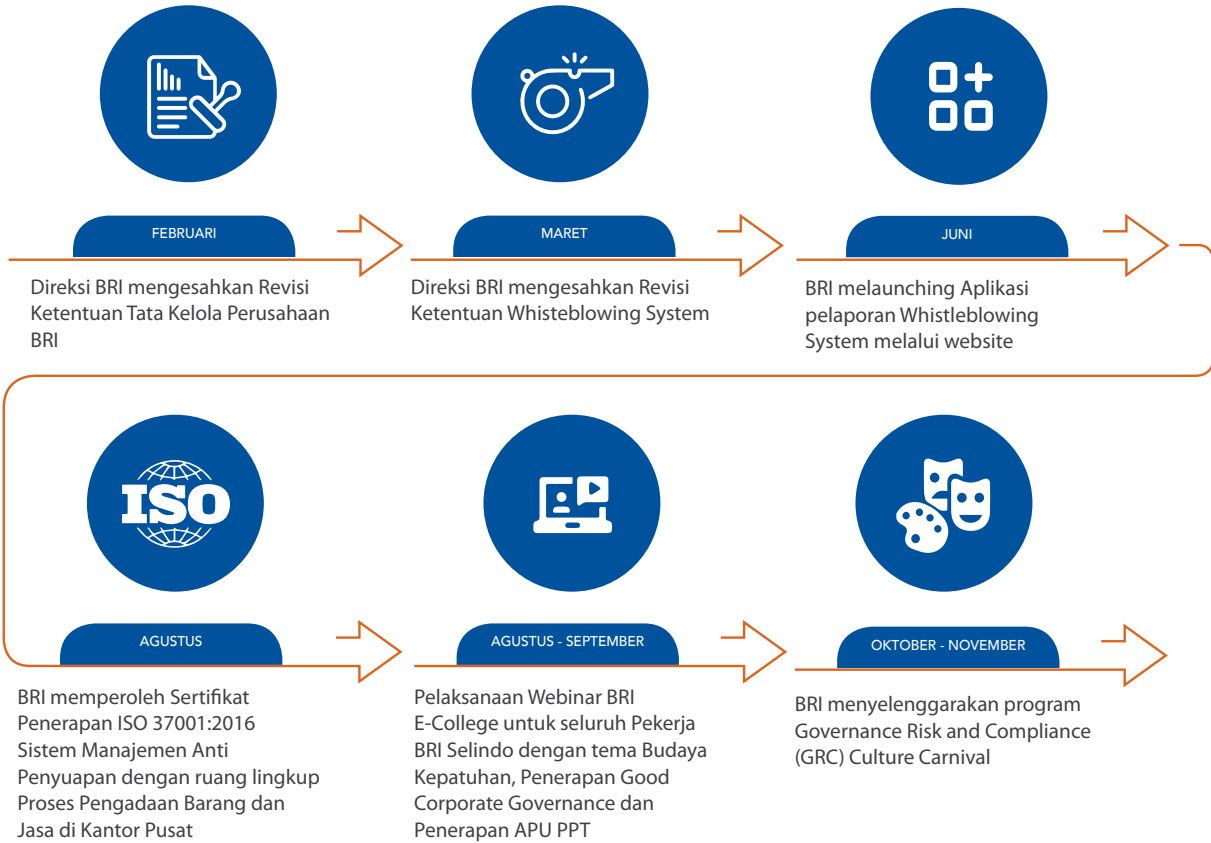 FEBRUARI
Direksi BRI mengesahkan Revisi
Ketentuan Tata Kelola Perusahaan
BRI
MARET
Direksi BRI mengesahkan Revisi
Ketentuan Whisteblowing System
JUNI
BRI melaunching Aplikasi
pelaporan Whistleblowing
System melalui website
ISO
AGUSTUS
BRI memperoleh Sertifikat
Penerapan ISO 37001:2016
Sistem Manajemen Anti
Penyuapan dengan ruang lingkup
Proses Pengadaan Barang dan
Jasa di Kantor Pusat
AGUSTUS - SEPTEMBER
Pelaksanaan Webinar BRI
E-College untuk seluruh Pekerja
BRI Selindo dengan tema Budaya
Kepatuhan, Penerapan Good
Corporate Governance dan
Penerapan APU PPT
OKTOBER - NOVEMBER
BRI menyelenggarakan program
Governance Risk and Compliance
(GRC) Culture Carnival